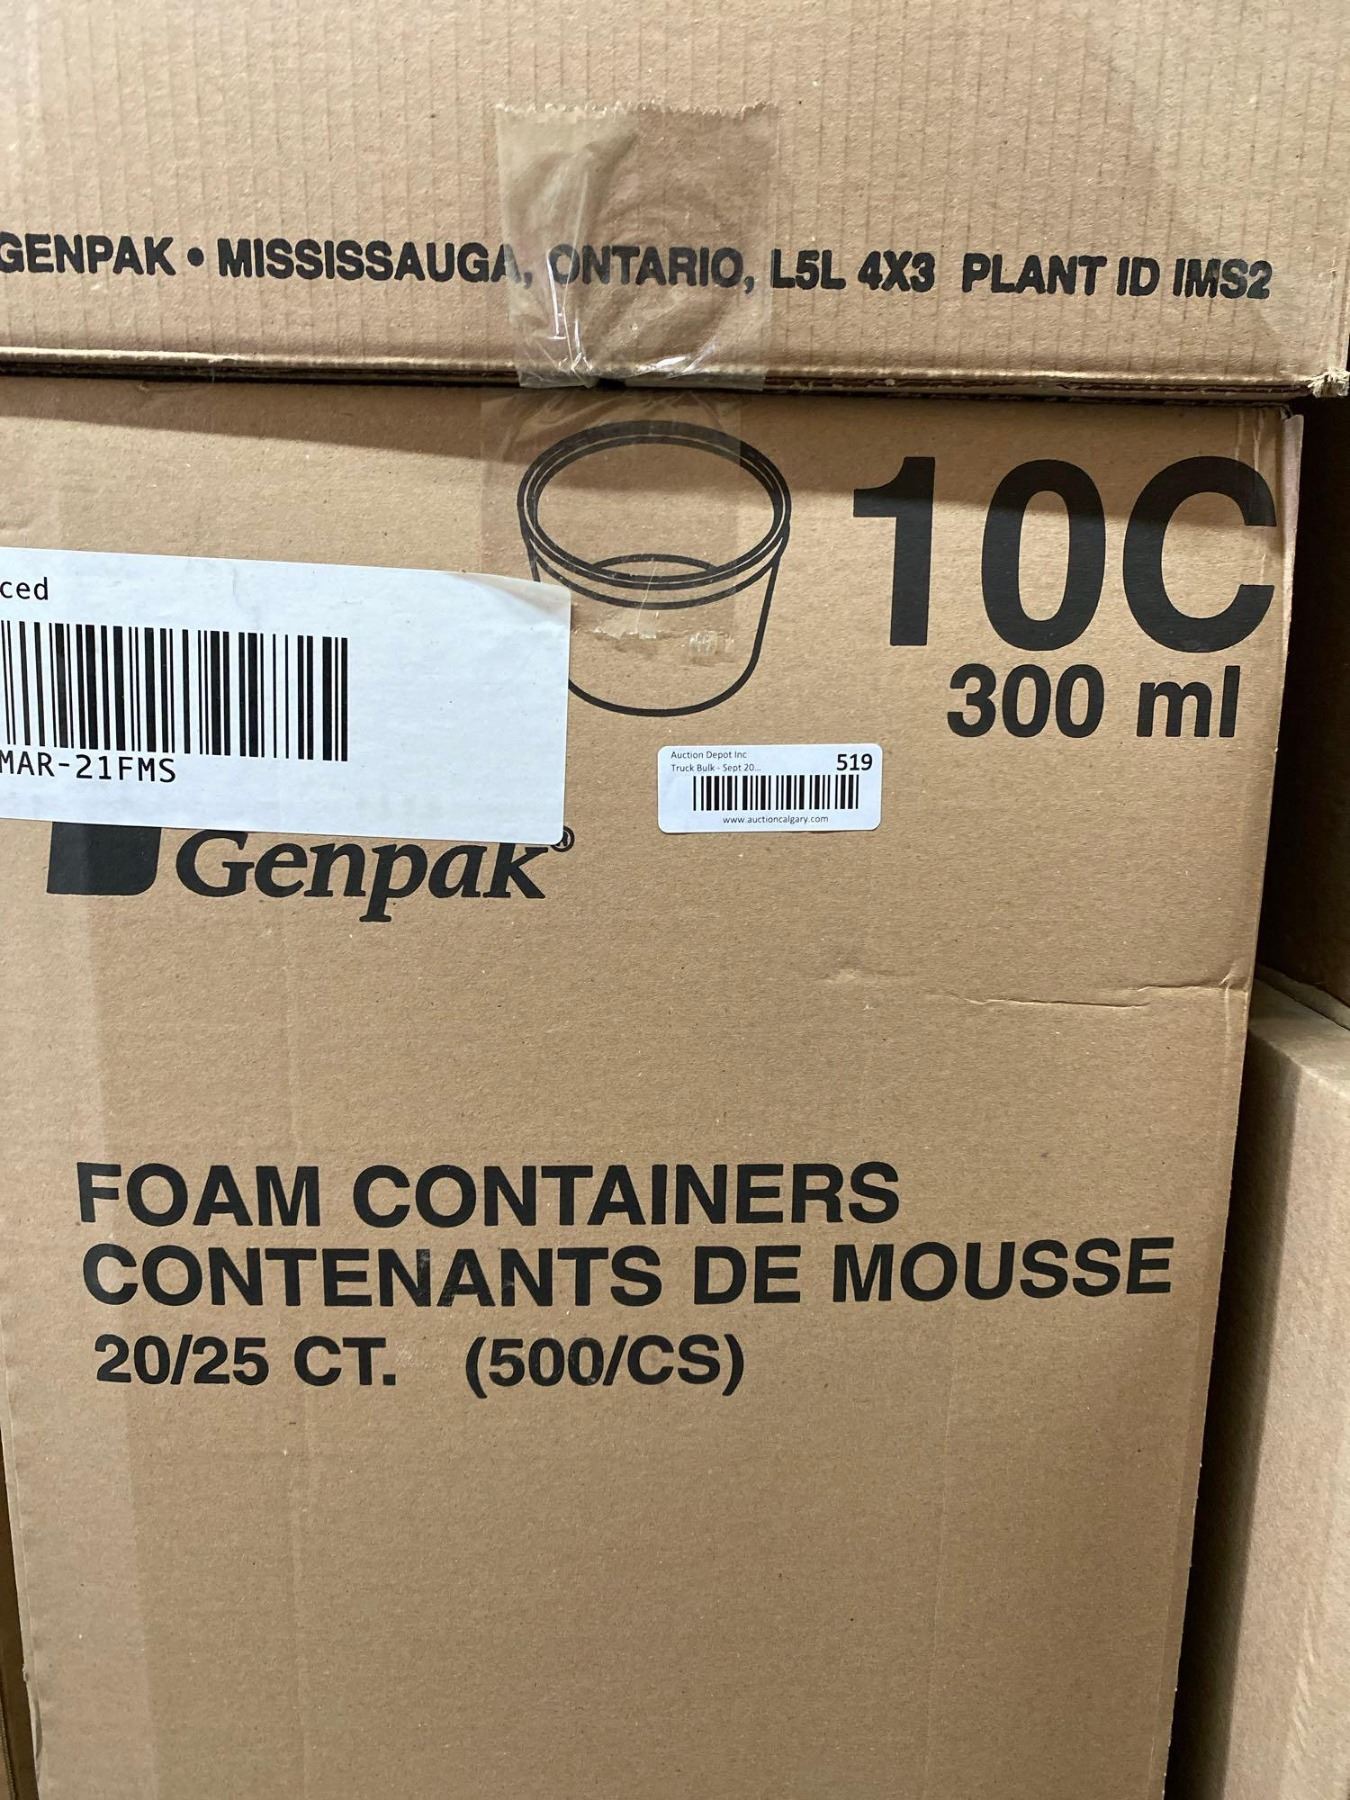 GENPAK • MISSISSAUGA, ONTARIO, L5L 4X3 PLANT ID IMS2
10C
300 ml
ced
MAR-21FMS
Auction Depot Inc
519
Truck Bulk - Sept 20...
www.auctioncalgary.com
Genpak®
FOAM CONTAINERS
CONTENANTS DE MOUSSE
20/25 CT. (500/CS)